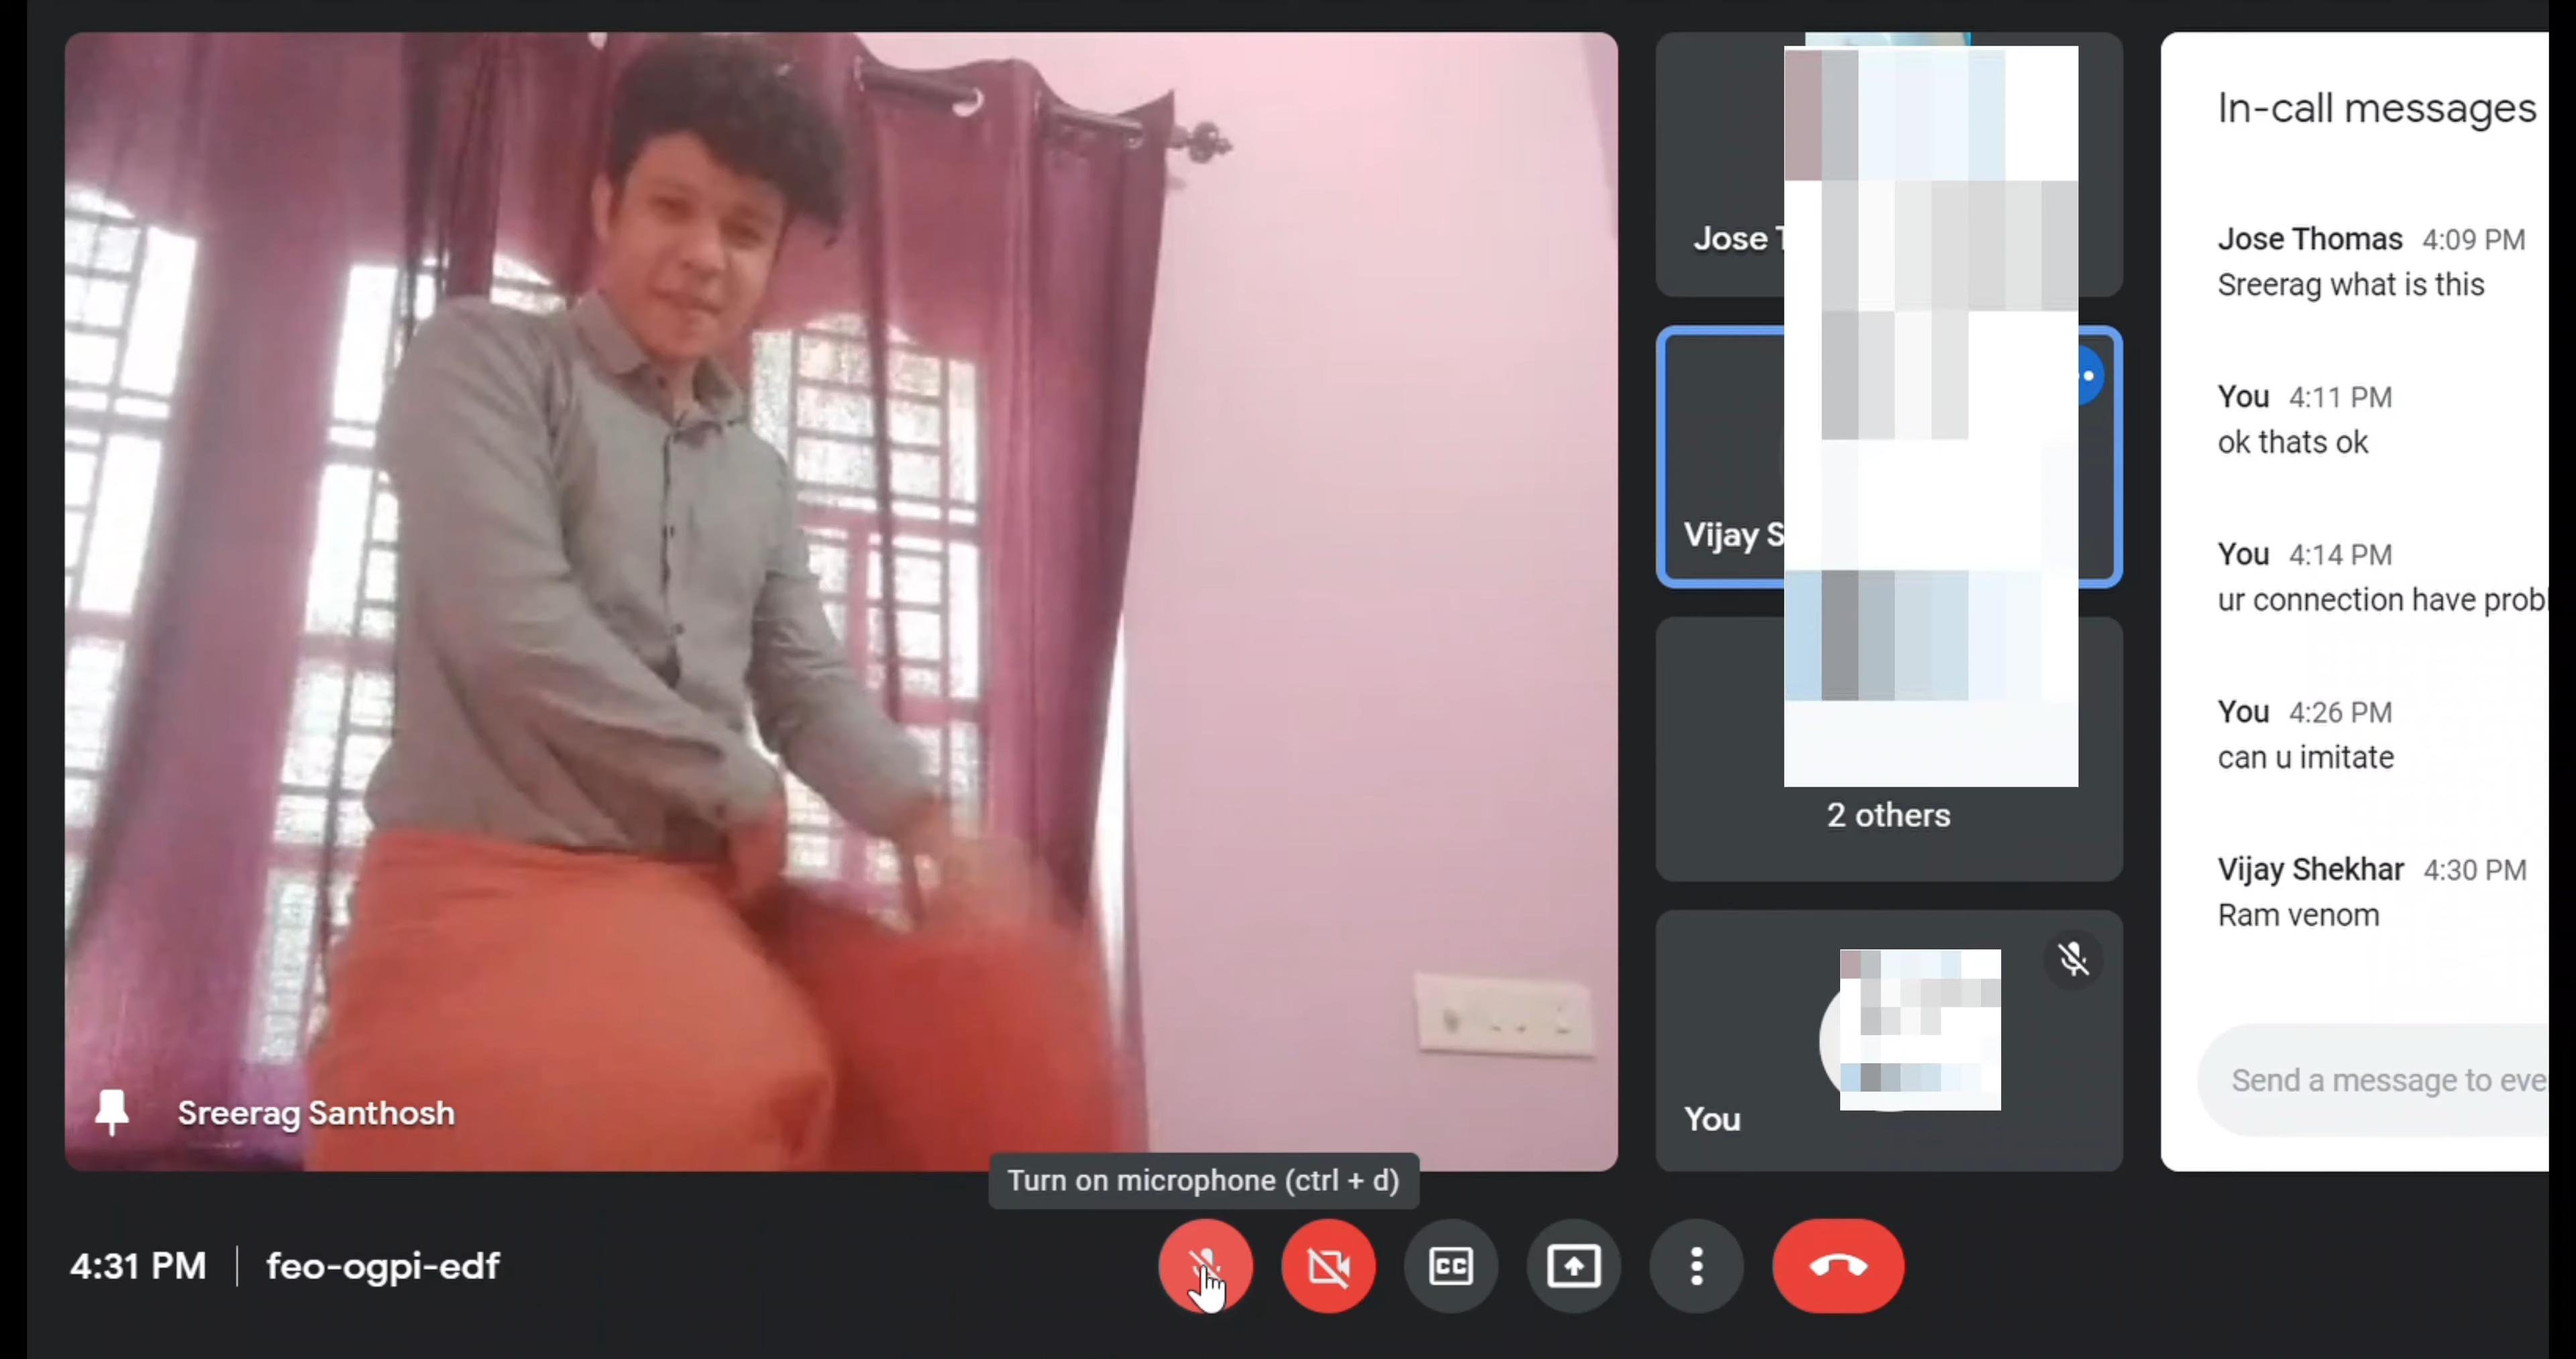 In-call messages
Jose
Jose Thomas 4:09 PM
Sreerag what is this
You 4:11 PM
ok thats ok
Vijay S
You 4:14 PM
ur connection have
You 4:26 PM
can u imitate
2 others
Vijay Shekhar 4:30 PM
Ram venom
Send a message to
You
Sreerag Santhosh
Turn on microphone (ctrl + d)
4:31 PM
feo-ogpi-edf
CC